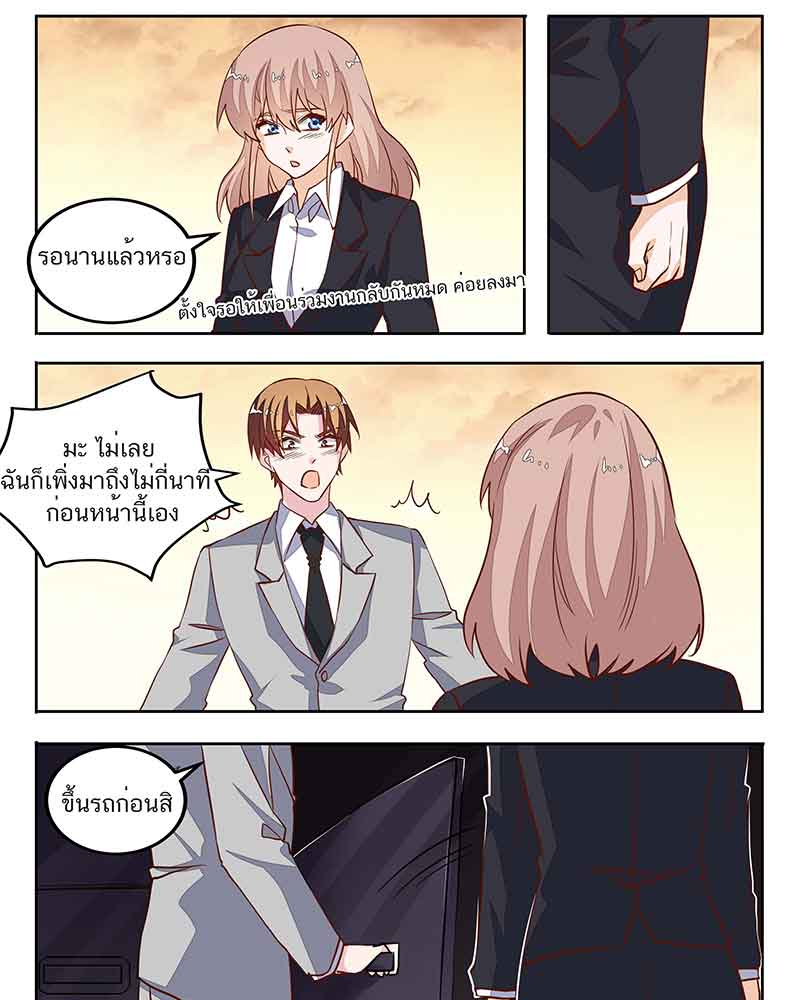 รอนานแล้วหรอ
ตั้งใจรอให้เพื่อนร่วมงานกลับกันหมด ค่อยลงมา
มะ ไม่เลย
ฉันก็เพิ่งมาถึงไม่กี่นาที
ก่อนหน้านี้เอง
ขึ้นรถก่อนสิ